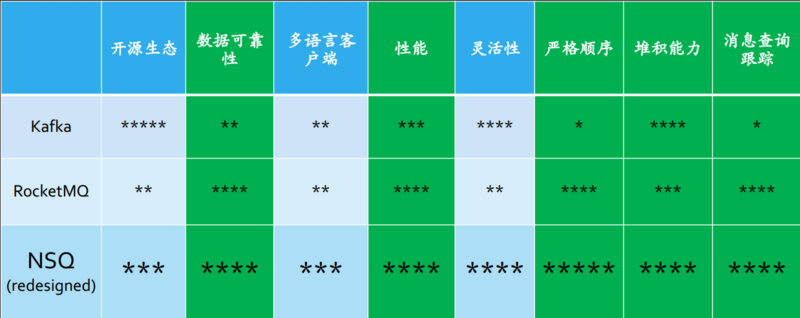 开源生态 数据可靠性 多语言客户端 性能 灵活性 严格顺序 堆积能力 消息查询跟踪
Kafka ***** ** ** *** **** * **** *
RocketMQ ** **** ** **** ** **** *** ****
NSQ (redesigned) *** **** *** **** **** ***** **** ****